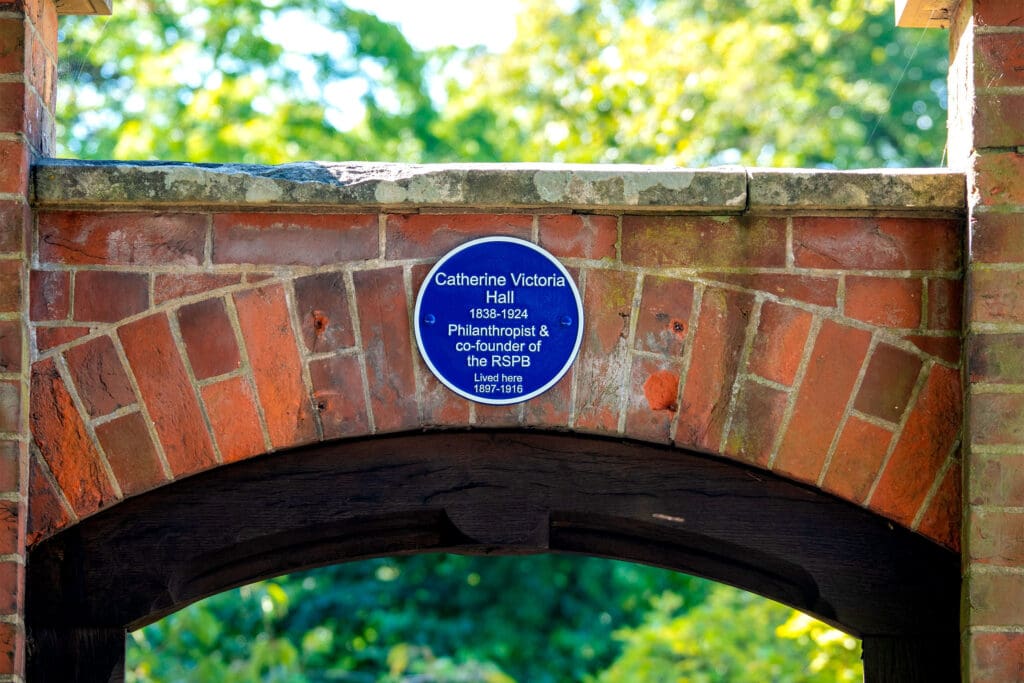 Catherine Victoria
Hall
1838-1924
Philanthropist &
co-founder of
the RSPB
Lived here
1897-1916